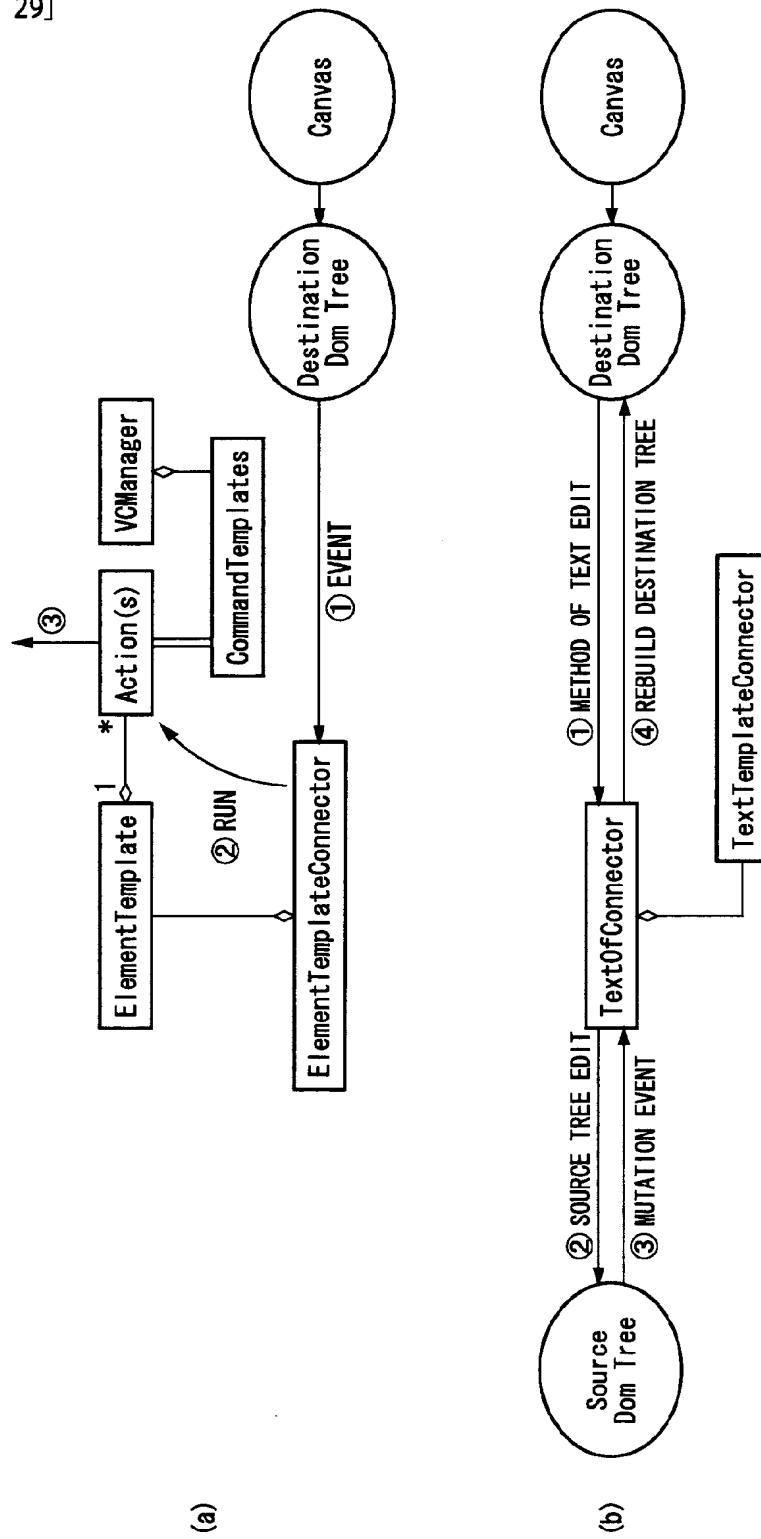 29]
(a)
ElementTemplate
1
*
Action(s)
③
VCManager
CommandTemplates
② RUN
ElementTemplateConnector
① EVENT
Destination
Dom Tree
Canvas
(b)
Source
Dom Tree
② SOURCE TREE EDIT
③ MUTATION EVENT
TextOfConnector
TextTemplateConnector
① METHOD OF TEXT EDIT
④ REBUILD DESTINATION TREE
Destination
Dom Tree
Canvas